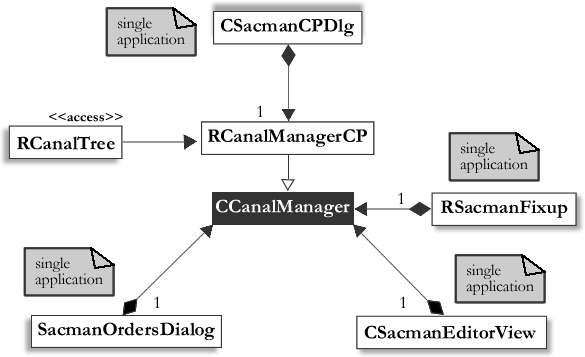 single
application
CSacmanCPDlg
<<access>>
1
RCanalTree
RCanalManagerCP
single
application
CCanalManager
1
RSacmanFixup
single
application
1
single
application
1
SacmanOrdersDialog
CSacmanEditorView